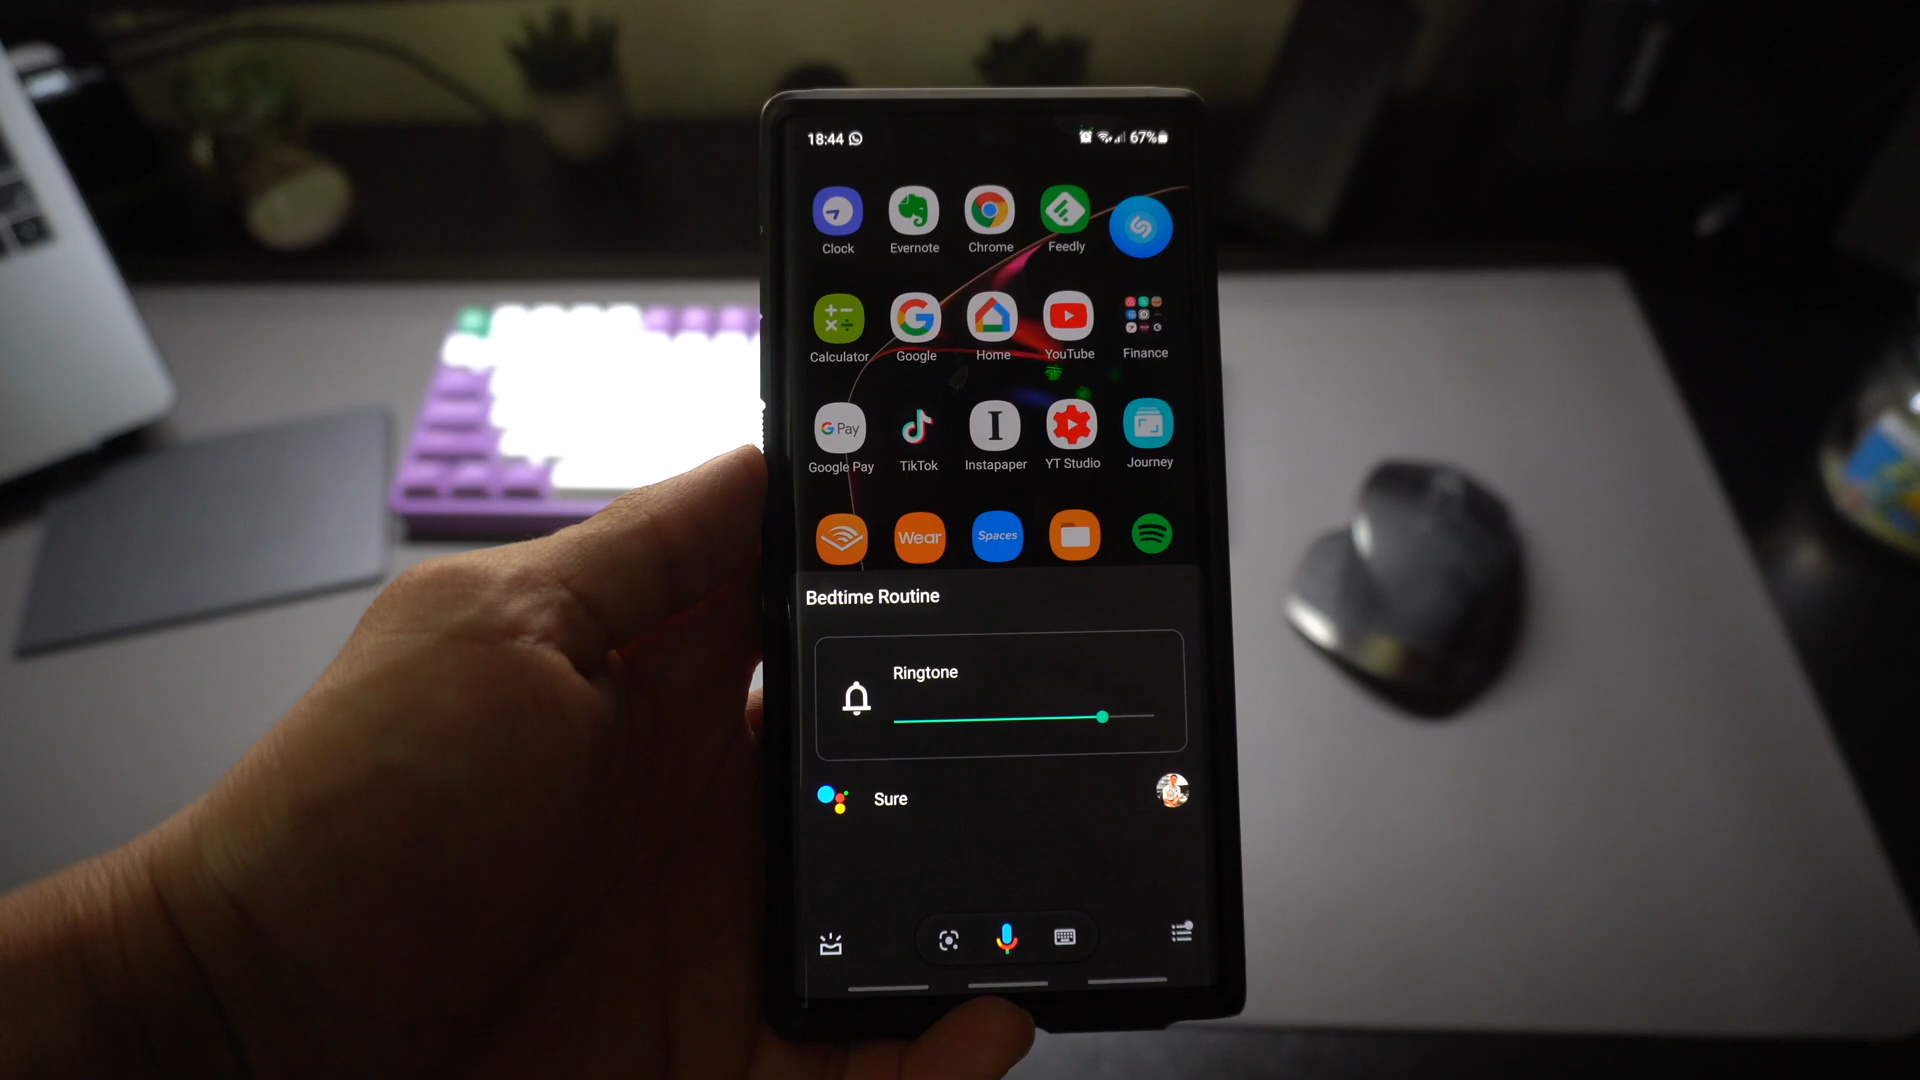 18:44 67%
Clock Evernote Chrome Feedly
Calculator Google Home YouTube Finance
G Pay
Google Pay TikTok Instapaper YT Studio Journey
Wear Spaces
Bedtime Routine
Ringtone
Sure